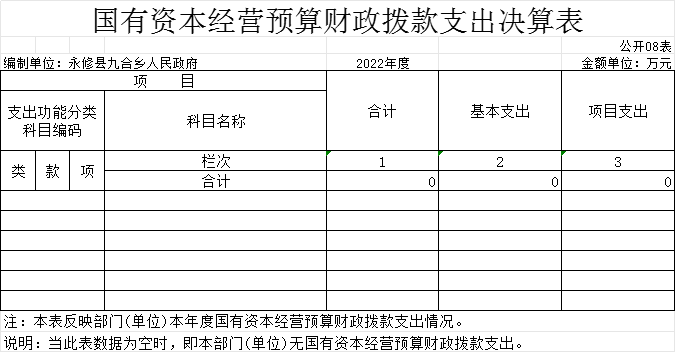 国有资本经营预算财政拨款支出决算表
公开08表
编制单位：永修县九合乡人民政府 2022年度 金额单位：万元
项 目 合计 基本支出 项目支出
支出功能分类科目编码 科目名称
类 款 项 栏次 1 2 3
合计 0 0 0
注：本表反映部门(单位)本年度国有资本经营预算财政拨款支出情况。
说明：当此表数据为空时，即本部门(单位)无国有资本经营预算财政拨款支出。